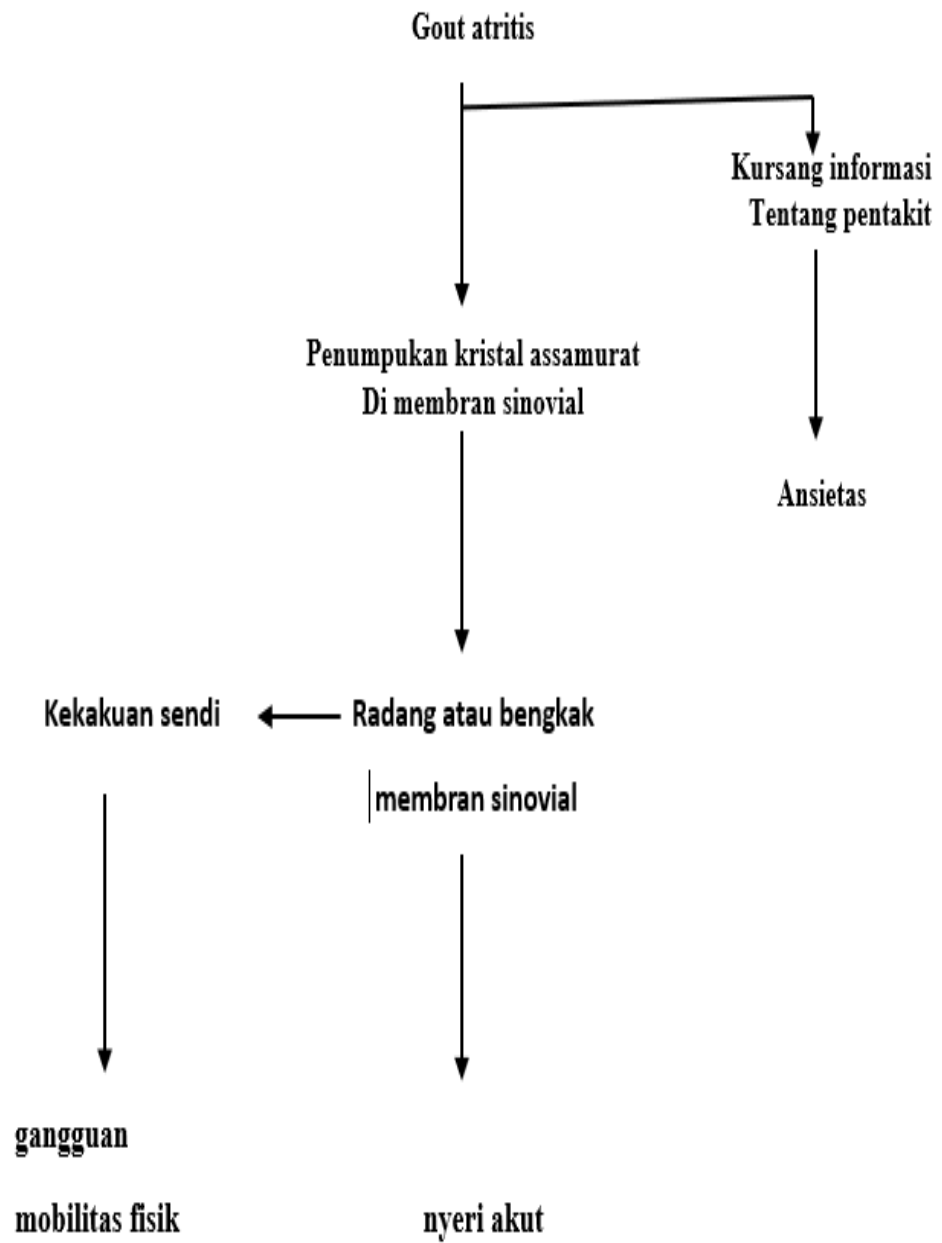 Gout atritis
Kursang informasi
Tentang pentakit
Penumpukan kristal assamurat
Di membran sinovial
Ansietas
Kekakuan sendi
Radang atau bengkak
membran sinovial
gangguan
mobilitas fisik
nyeri akut